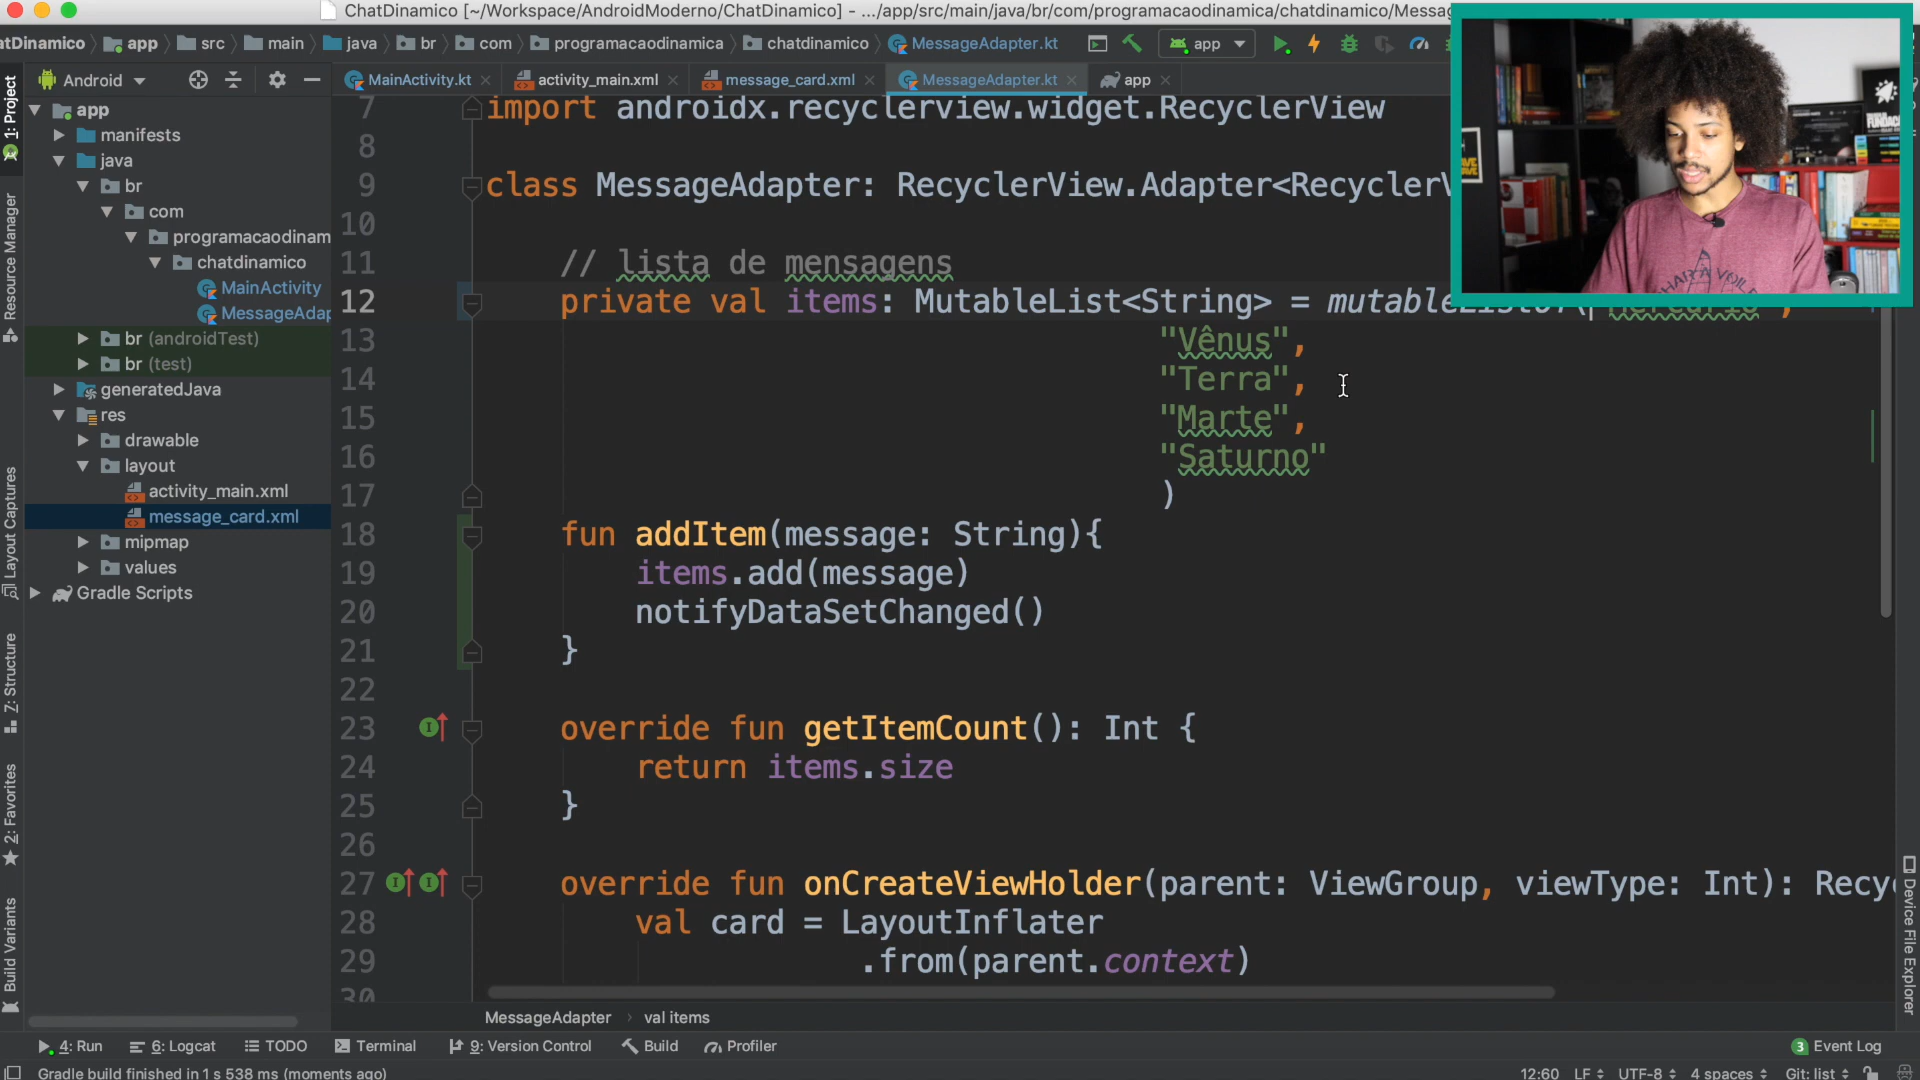 ChatDinamico [~/Workspace/AndroidModerno/ChatDinamico] - .../app/src/main/java/br/com/programacaodinamica/chatdinamico/Messag
atDinamico
app
src
main
java
br
com
programacaodinamica
chatdinamico
MessageAdapter.kt
app
Android
MainActivity.kt
activity_main.xml
message_card.xml
MessageAdapter.kt
app
1: Project
Resource Manager
Layout Captures
Z: Structure
2: Favorites
Build Variants
app
manifests
java
br
com
programacaodinam
chatdinamico
MainActivity
MessageAdap
br (androidTest)
br (test)
generatedJava
res
drawable
layout
activity_main.xml
message_card.xml
mipmap
values
Gradle Scripts
7 import androidx.recyclerview.widget.RecyclerView
8
9 class MessageAdapter: RecyclerView.Adapter<RecyclerV
10
11 // lista de mensagens
12 private val items: MutableList<String> = mutableListOf("Mercúrio",
13 "Vênus",
14 "Terra",
15 "Marte",
16 "Saturno"
17 )
18 fun addItem(message: String){
19 items.add(message)
20 notifyDataSetChanged()
21 }
22
23 override fun getItemCount(): Int {
24 return items.size
25 }
26
27 override fun onCreateViewHolder(parent: ViewGroup, viewType: Int): Recyc
28 val card = LayoutInflater
29 .from(parent.context)
30
MessageAdapter › val items
Device File Explorer
4: Run
6: Logcat
TODO
Terminal
9: Version Control
Build
Profiler
3 Event Log
Gradle build finished in 1 s 538 ms (moments ago)
12:60
LF
UTF-8
4 spaces
Git: list